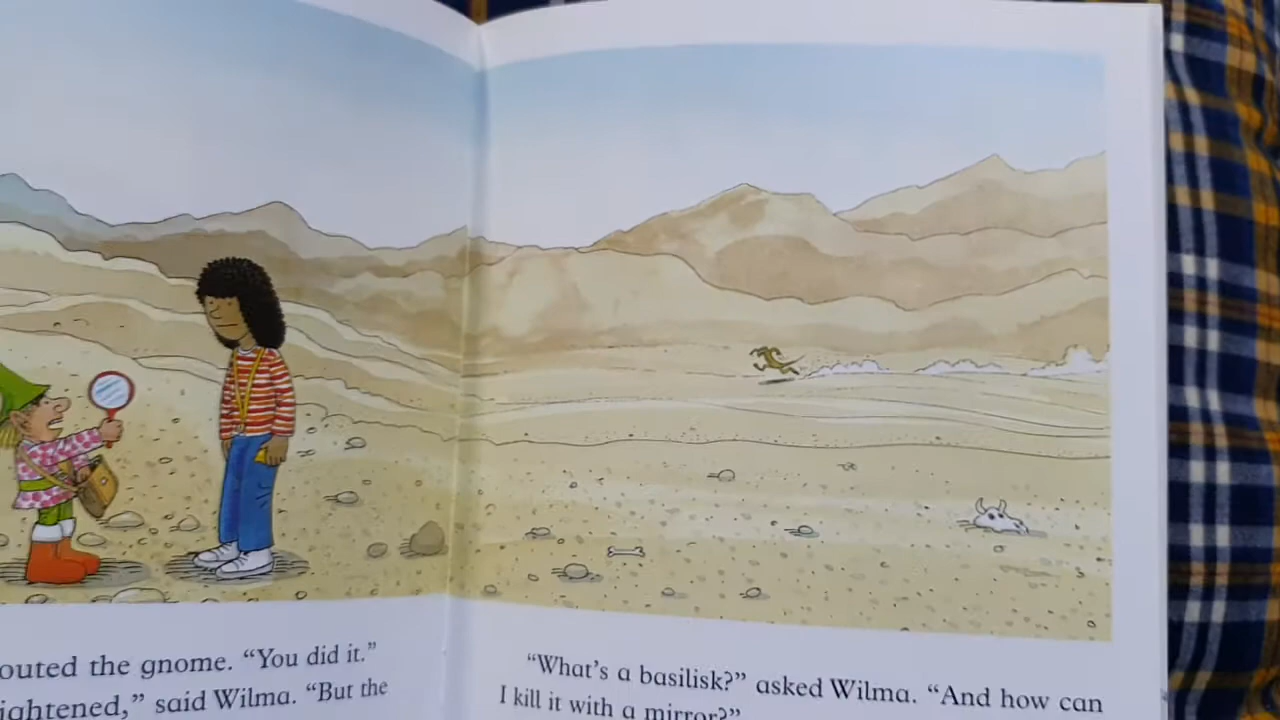 outed the gnome. “You did it.”
ightened,” said Wilma. “But the
“What’s a basilisk?” asked Wilma. “And how can
I kill it with a mirror?”